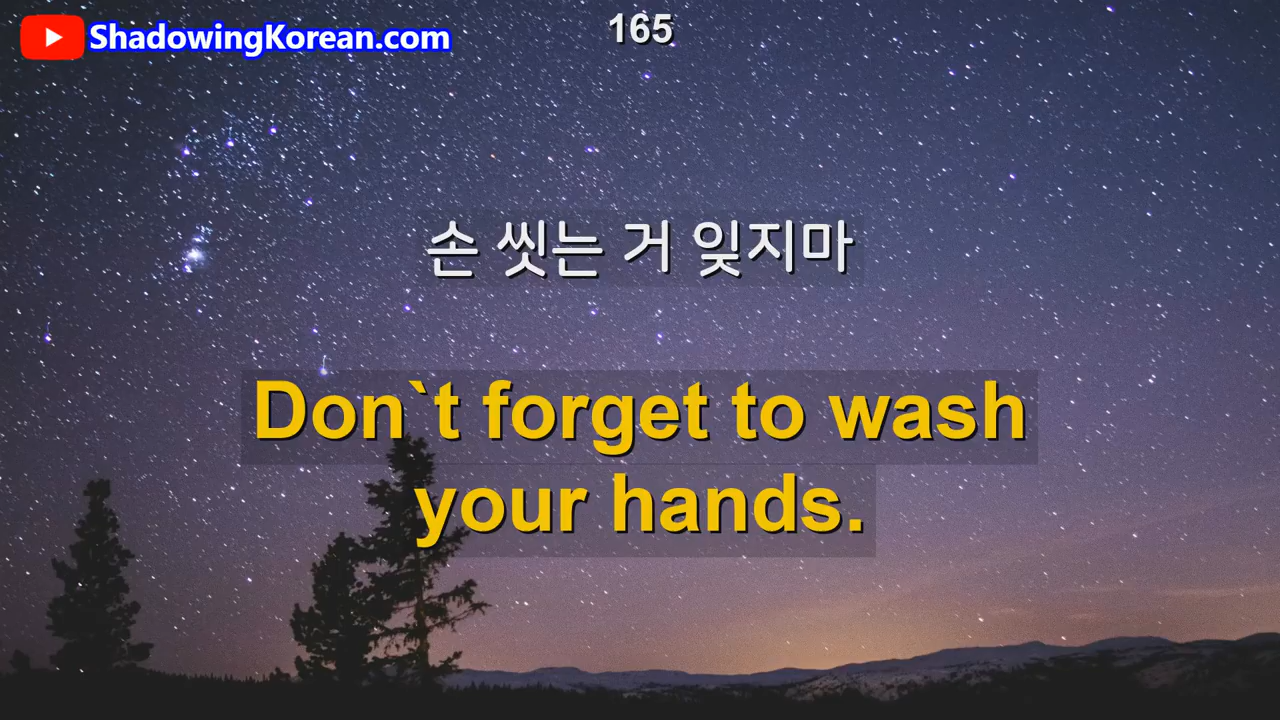 ShadowingKorean.com
165
손 씻는 거 잊지마
Don`t forget to wash
your hands.